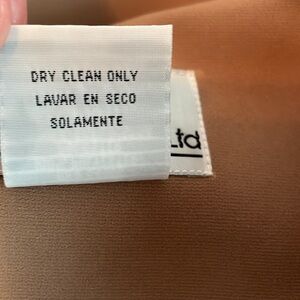 DRY CLEAN ONLY
LAVAR EN SECO
SOLAMENTE
Ltd